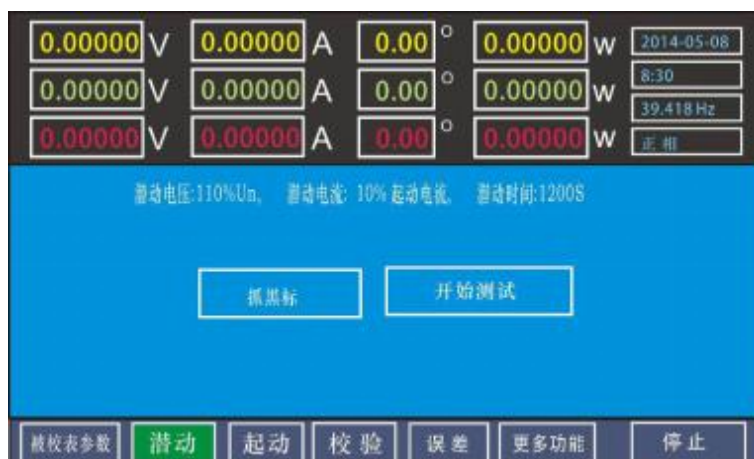 0.00000 V 0.00000 A 0.00 ° 0.00000 W 2014-05-08
0.00000 V 0.00000 A 0.00 ° 0.00000 W 8:30
39.418 Hz
0.00000 V 0.00000 A 0.00 ° 0.00000 W 正相
潜动电压:110%Un, 潜动电流: 10% 起动电流, 潜动时间:1200S
抓黑标 开始测试
被校表参数 潜动 起动 校验 误差 更多功能 停止